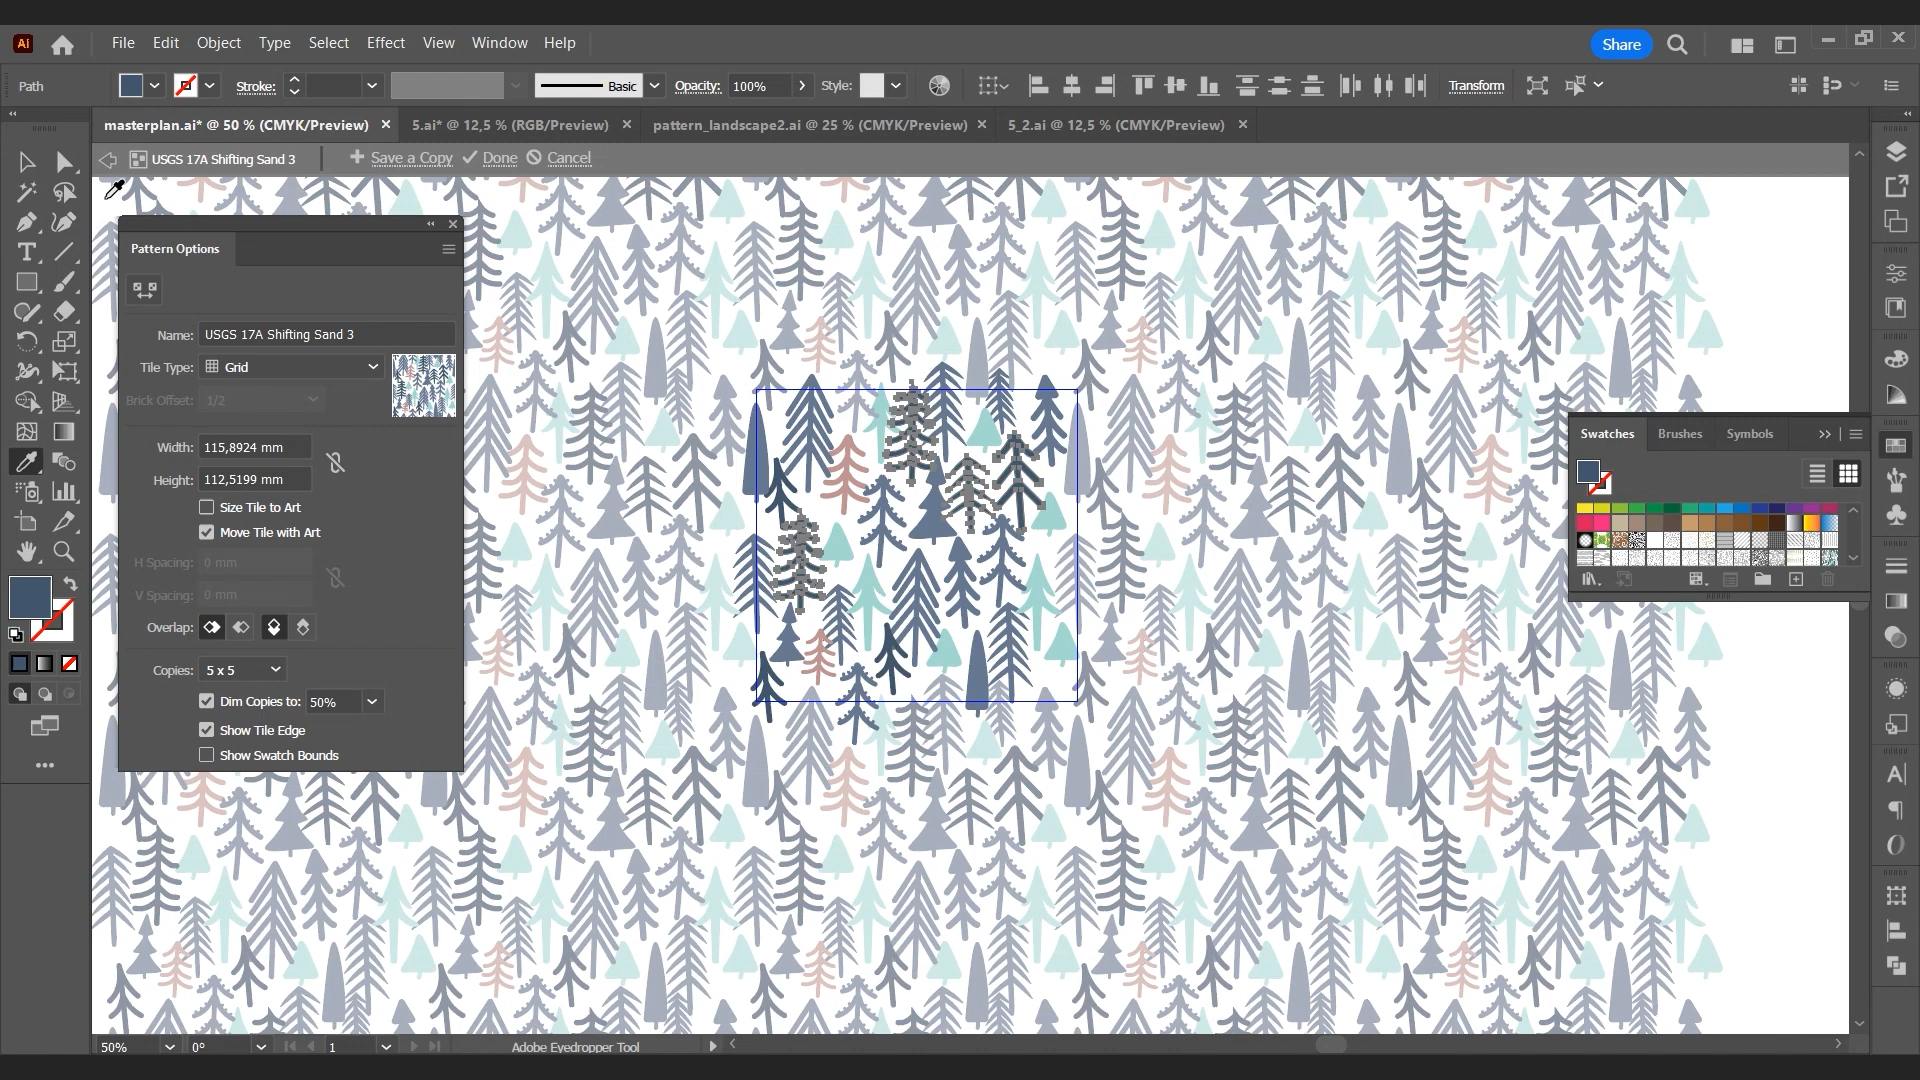 Ai File Edit Object Type Select Effect View Window Help Share
Path Stroke: Basic Opacity: 100% Style: Transform
masterplan.ai* @ 50 % (CMYK/Preview) 5.ai* @ 12,5 % (RGB/Preview) pattern_landscape2.ai @ 25 % (CMYK/Preview) 5_2.ai @ 12,5 % (CMYK/Preview)
USGS 17A Shifting Sand 3 Save a Copy Done Cancel
Pattern Options
Name: USGS 17A Shifting Sand 3
Tile Type: Grid
Brick Offset: 1/2
Width: 115,8924 mm
Height: 112,5199 mm
Size Tile to Art
Move Tile with Art
H Spacing: 0 mm
V Spacing: 0 mm
Overlap:
Copies: 5 x 5
Dim Copies to: 50%
Show Tile Edge
Show Swatch Bounds
Swatches Brushes Symbols
50% 0° 1 Adobe Eyedropper Tool